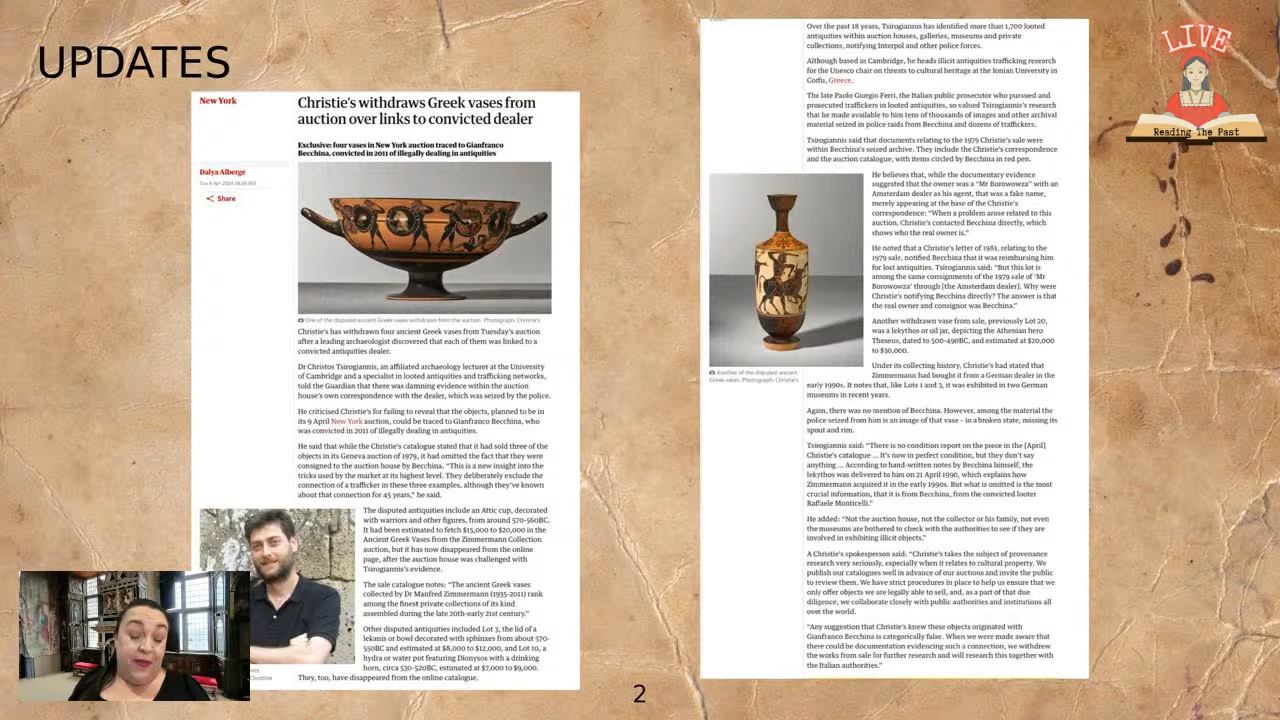 UPDATES
New York
Christie's withdraws Greek vases from
auction over links to convicted dealer
Exclusive: four vases in New York auction traced to Gianfranco
Becchina, convicted in 2011 of illegally dealing in antiquities
Dalya Alberge
Tue 9 Apr 2024
Share
One of the disputed ancient Greek vases withdrawn from the auction. Photograph: Christie's
Christie's has withdrawn four ancient Greek vases from Tuesday's auction
after a leading archaeologist discovered that each of them was linked to a
convicted antiquities dealer.
Dr Christos Tsirogiannis, an affiliated archaeology lecturer at the University
of Cambridge and a specialist in looted antiquities and trafficking networks,
told the Guardian that there was damning evidence within the auction
house's own correspondence with the dealer, which was seized by the police.
He criticised Christie's for failing to reveal that the objects, planned to be in
its 9 April New York auction, could be traced to Gianfranco Becchina, who
was convicted in 2011 of illegally dealing in antiquities.
He said that while the Christie's catalogue stated that it had sold three of the
objects in its Geneva auction of 1979, it had omitted the fact that they were
consigned to the auction house by Becchina. "This is a new insight into the
tricks used by the market at its highest level. They deliberately exclude the
connection of a trafficker in these three examples, although they've known
about that connection for 45 years," he said.
The disputed antiquities include an Attic cup, decorated
with warriors and other figures, from around 570-560BC.
It had been estimated to fetch $15,000 to $20,000 in the
Ancient Greek Vases from the Zimmermann Collection
auction, but it has now disappeared from the online
page, after the auction house was challenged with
Tsirogiannis's evidence.
The sale catalogue notes: "The ancient Greek vases
collected by Dr Manfred Zimmermann (1935-2011) rank
among the finest private collections of its kind
assembled during the late 20th-early 21st century."
Other disputed antiquities included Lot 3, the lid of a
lekanis or bowl decorated with sphinxes from about 570-
550BC and estimated at $8,000 to $12,000, and Lot 10, a
hydra or water pot featuring Dionysos with a drinking
horn, circa 530-520BC, estimated at $7,000 to $9,000.
They, too, have disappeared from the online catalogue.
Christine
Over the past 18 years, Tsirogiannis has identified more than 1,700 looted
antiquities within auction houses, galleries, museums and private
collections, notifying Interpol and other police forces.
Although based in Cambridge, he heads illicit antiquities trafficking research
for the Unesco chair on threats to cultural heritage at the Ionian University in
Corfu, Greece.
The late Paolo Giorgio Ferri, the Italian public prosecutor who pursued and
prosecuted traffickers in looted antiquities, so valued Tsirogiannis's research
that he made available to him tens of thousands of images and other archival
material seized in police raids from Becchina and dozens of traffickers.
Tsirogiannis said that documents relating to the 1979 Christie's sale were
within Becchina's seized archive. They include the Christie's correspondence
and the auction catalogue, with items circled by Becchina in red pen.
He believes that, while the documentary evidence
suggested that the owner was a "Mr Borowowza" with an
Amsterdam dealer as his agent, that was a fake name,
merely appearing at the base of the Christie's
correspondence: "When a problem arose related to this
auction, Christie's contacted Becchina directly, which
shows who the real owner is."
He noted that a Christie's letter of 1981, relating to the
1979 sale, notified Becchina that it was reimbursing him
for lost antiquities. Tsirogiannis said: "But this lot is
among the same consignments of the 1979 sale of 'Mr
Borowowza' through [the Amsterdam dealer]. Why were
Christie's notifying Becchina directly? The answer is that
the real owner and consignor was Becchina."
Another withdrawn vase from sale, previously Lot 20,
was a lekythos or oil jar, depicting the Athenian hero
Theseus, dated to 500-490BC, and estimated at $20,000
to $30,000.
Another of the disputed ancient
Greek vases. Photograph: Christie's
Under its collecting history, Christie's had stated that
Zimmermann had bought it from a German dealer in the
early 1990s. It notes that, like Lots 1 and 3, it was exhibited in two German
museums in recent years.
Again, there was no mention of Becchina. However, among the material the
police seized from him is an image of that vase – in a broken state, missing its
spout and rim.
Tsirogiannis said: "There is no condition report on the piece in the [April]
Christie's catalogue ... It's now in perfect condition, but they don't say
anything ... According to hand-written notes by Becchina himself, the
lekythos was delivered to him on 21 April 1990, which explains how
Zimmermann acquired it in the early 1990s. But what is omitted is the most
crucial information, that it is from Becchina, from the convicted looter
Raffaele Monticelli."
He added: "Not the auction house, not the collector or his family, not even
the museums are bothered to check with the authorities to see if they are
involved in exhibiting illicit objects."
A Christie's spokesperson said: "Christie's takes the subject of provenance
research very seriously, especially when it relates to cultural property. We
publish our catalogues well in advance of our auctions and invite the public
to review them. We have strict procedures in place to help us ensure that we
only offer objects we are legally able to sell, and, as a part of that due
diligence, we collaborate closely with public authorities and institutions all
over the world.
"Any suggestion that Christie's knew these objects originated with
Gianfranco Becchina is categorically false. When we were made aware that
there could be documentation evidencing such a connection, we withdrew
the works from sale for further research and will research this together with
the Italian authorities."
LIVE
Reading The Past
2